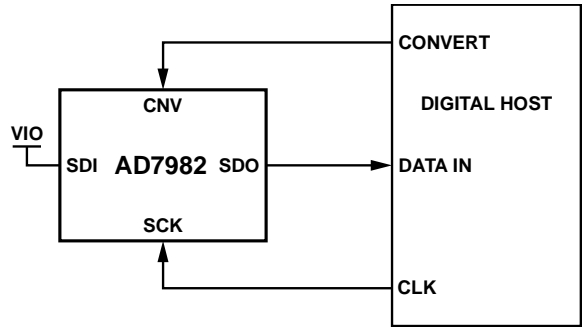 CONVERT
CNV
DIGITAL HOST
VIO
SDI AD7982 SDO
DATA IN
SCK
CLK